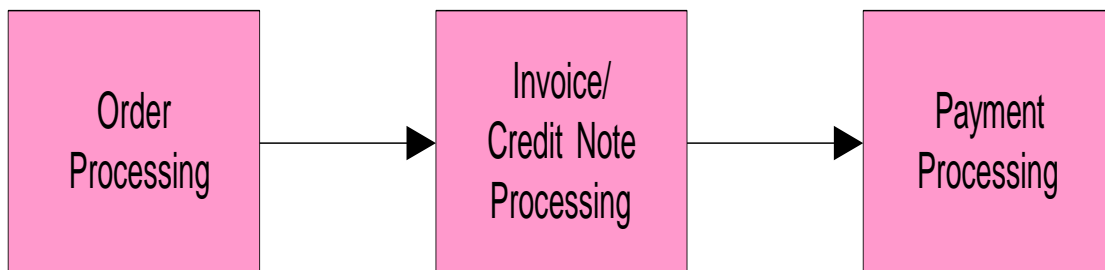 Order
Processing
Invoice/
Credit Note
Processing
Payment
Processing